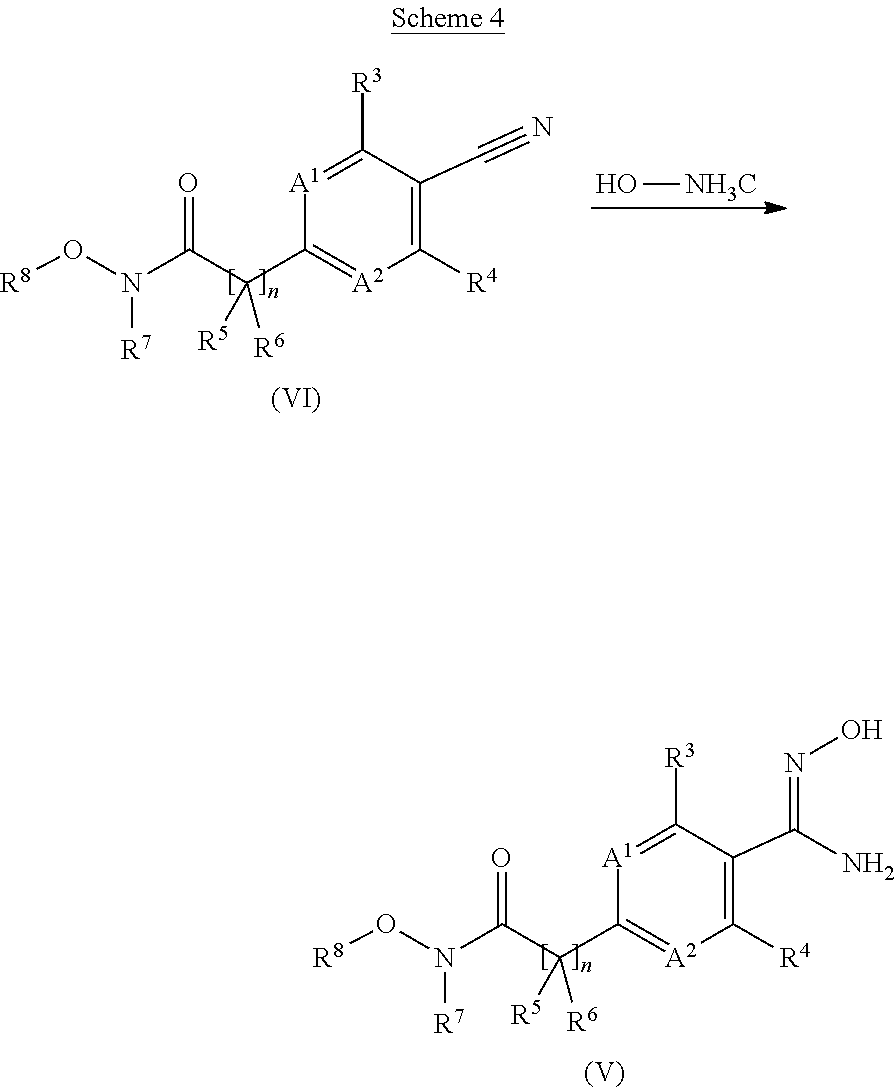 Scheme 4
R³
N
A¹
O
HO—NH₃C
R⁸ O N [ ]n A² R⁴
R⁷ R⁵ R⁶
(VI)
OH
R³ N
A¹
O NH₂
R⁸ O N [ ]n A² R⁴
R⁷ R⁵ R⁶
(V)